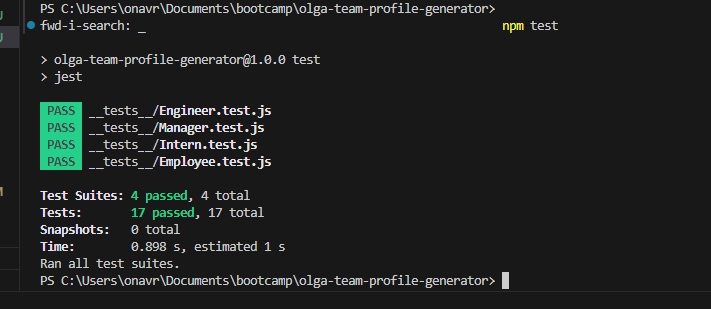 PS C:\Users\onavr\Documents\bootcamp\olga-team-profile-generator>
fwd-i-search: _ npm test
> olga-team-profile-generator@1.0.0 test
> jest
PASS __tests__/Engineer.test.js
PASS __tests__/Manager.test.js
PASS __tests__/Intern.test.js
PASS __tests__/Employee.test.js
Test Suites: 4 passed, 4 total
Tests: 17 passed, 17 total
Snapshots: 0 total
Time: 0.898 s, estimated 1 s
Ran all test suites.
PS C:\Users\onavr\Documents\bootcamp\olga-team-profile-generator>